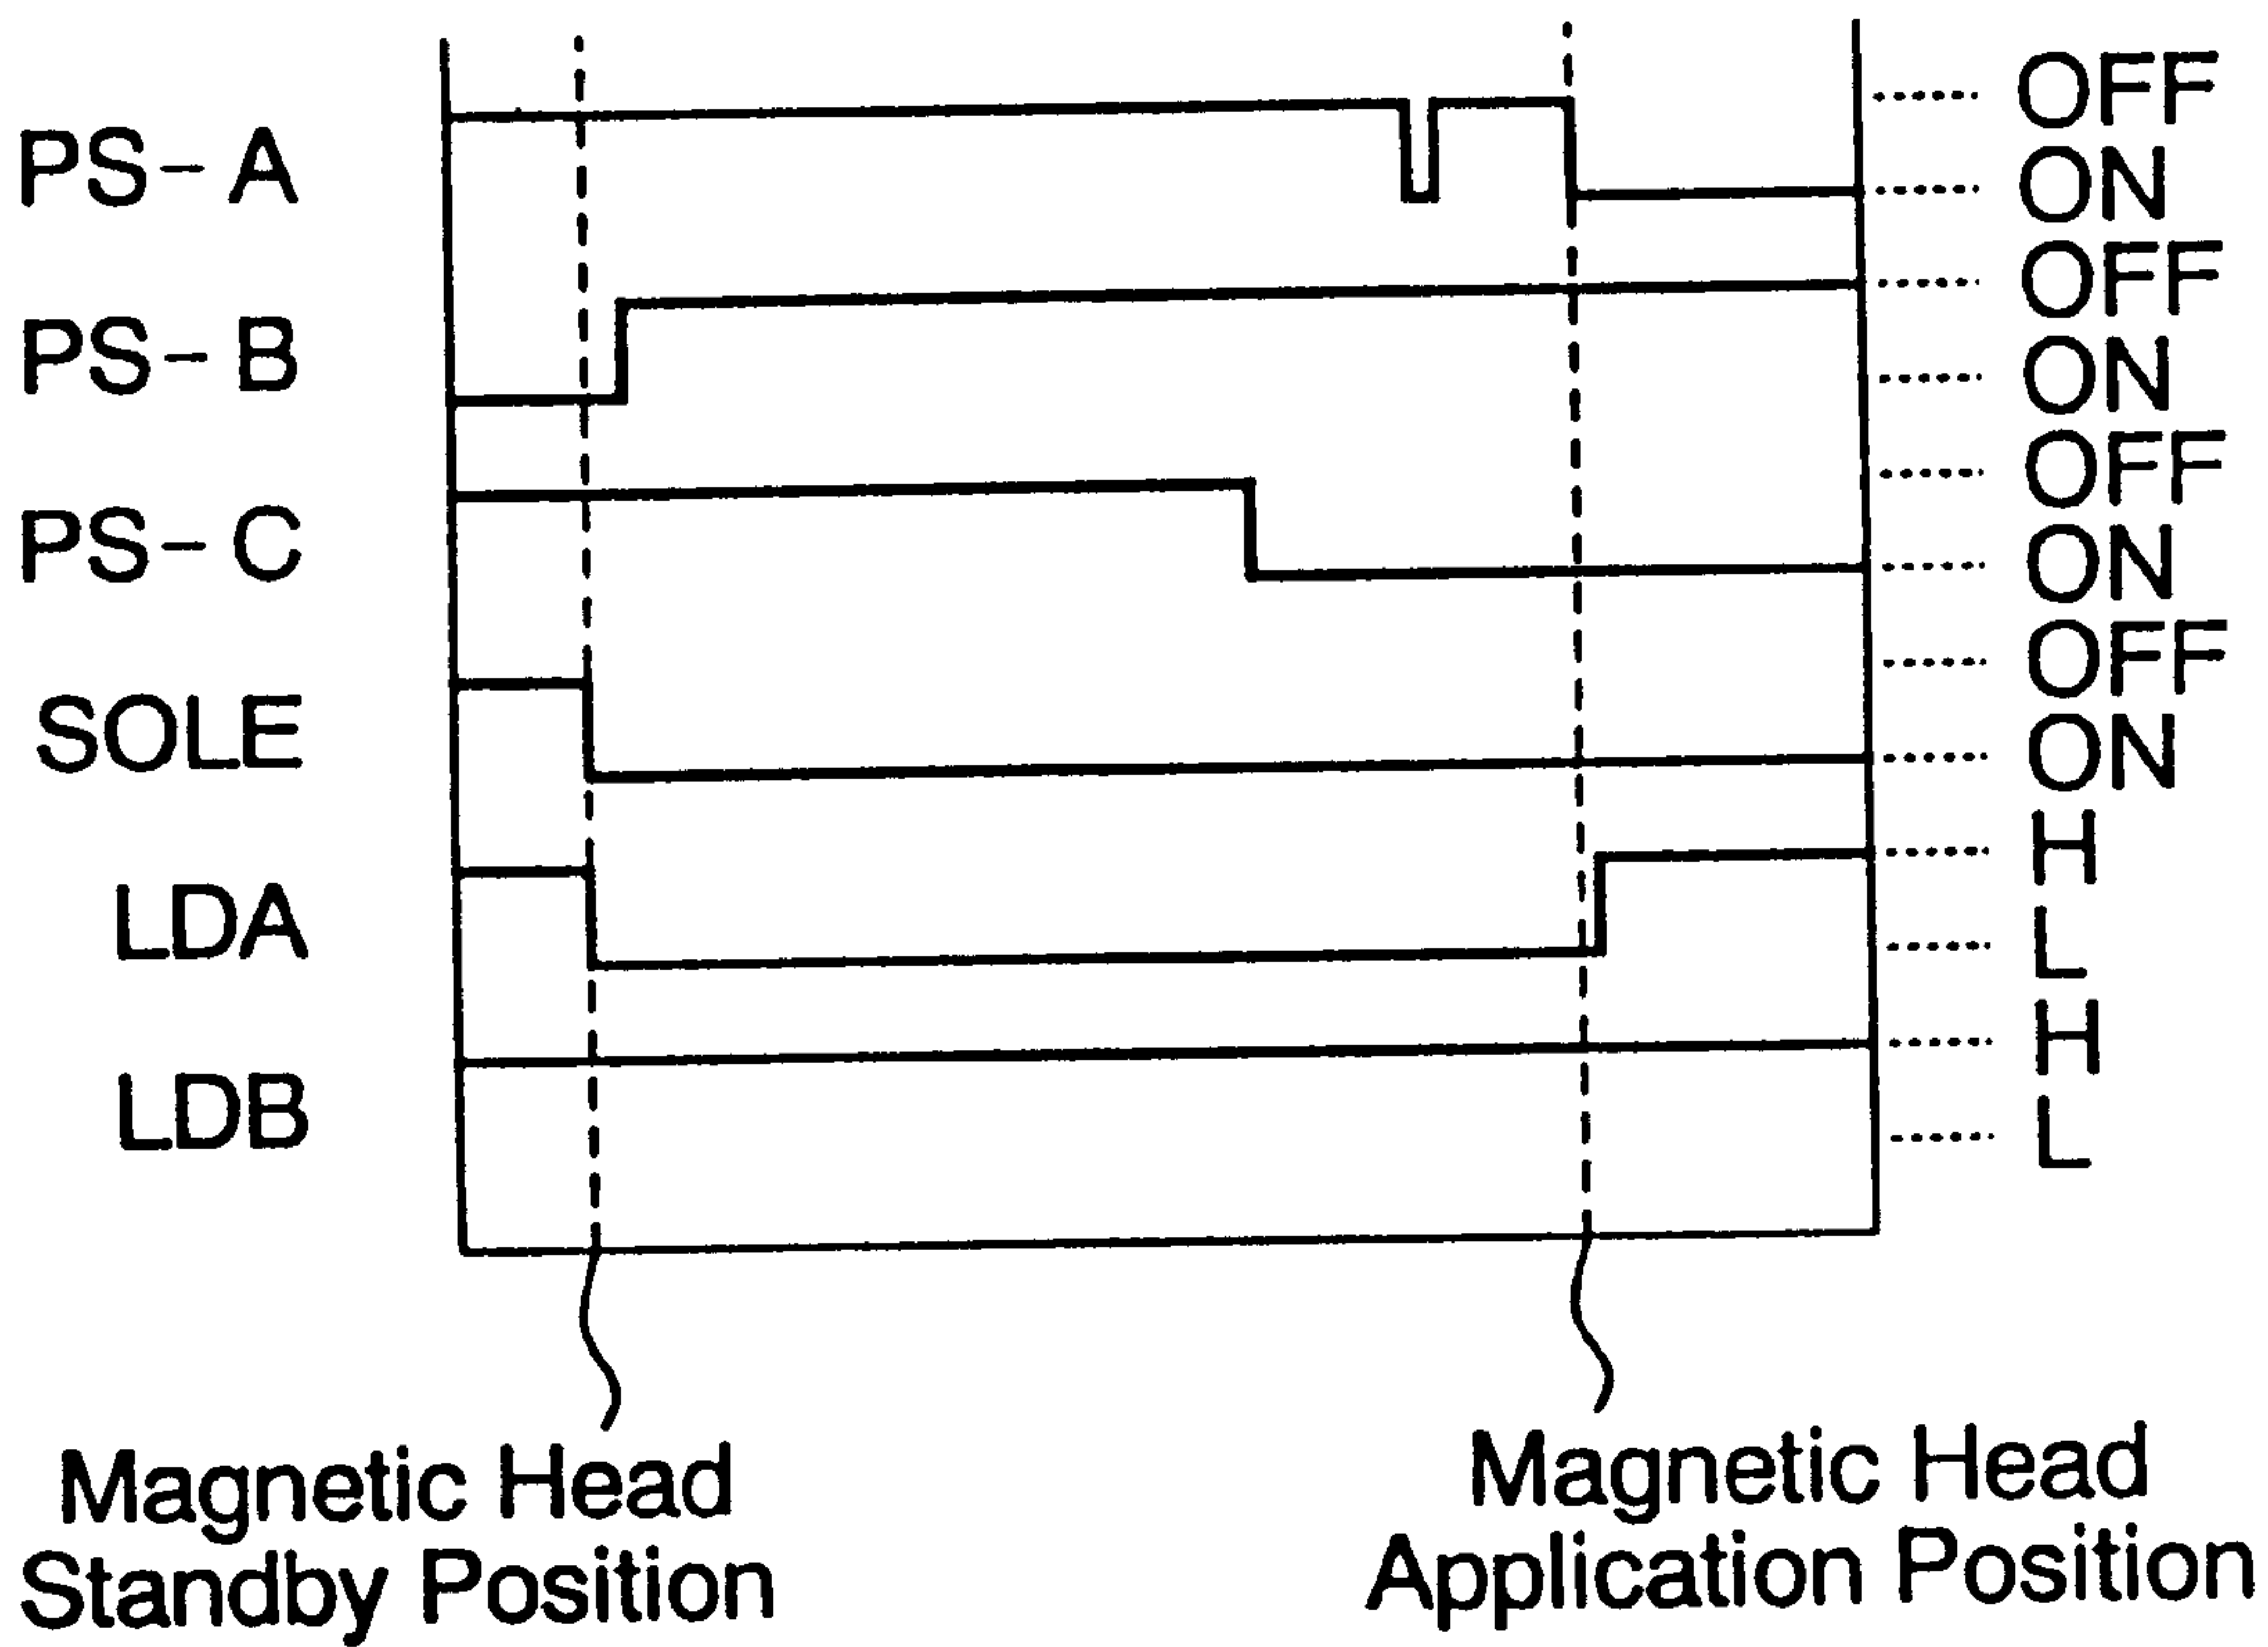 OFF
PS-A
ON
OFF
PS-B
ON
OFF
PS-C
ON
OFF
SOLE
ON
H
LDA
L
H
LDB
L
Magnetic Head
Standby Position
Magnetic Head
Application Position